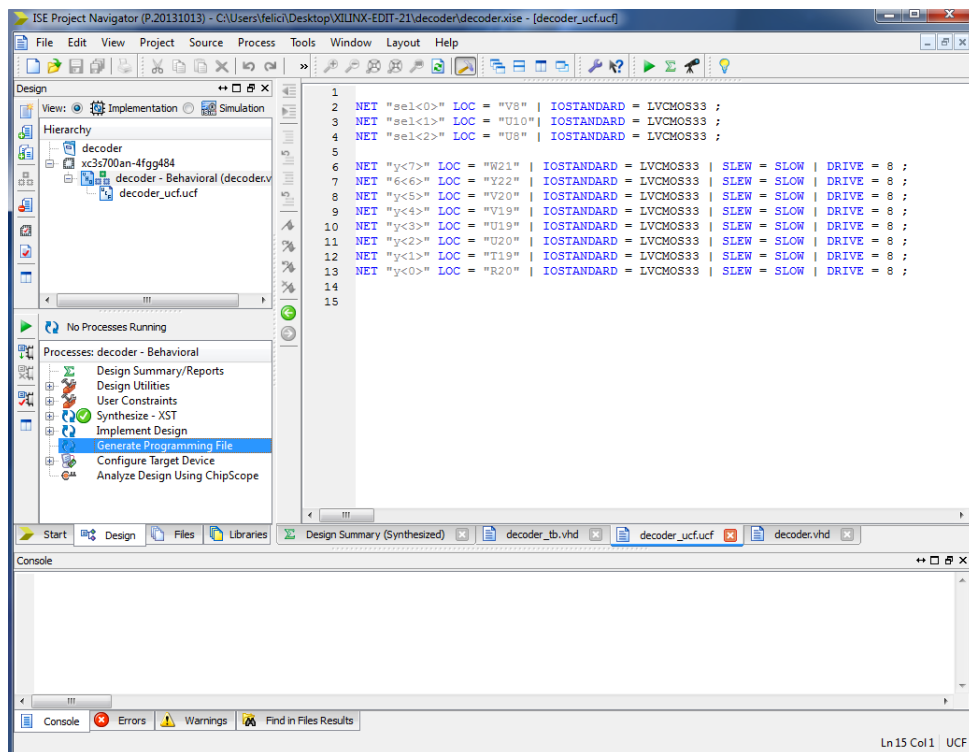 ISE Project Navigator (P.20131013) - C:\Users\felici\Desktop\XILINX-EDIT-21\decoder\decoder.xise - [decoder_ucf.ucf]
File Edit View Project Source Process Tools Window Layout Help
Design
View: Implementation Simulation
Hierarchy
decoder
xc3s700an-4fgg484
decoder - Behavioral (decoder.v
decoder_ucf.ucf
No Processes Running
Processes: decoder - Behavioral
Design Summary/Reports
Design Utilities
User Constraints
Synthesize - XST
Implement Design
Generate Programming File
Configure Target Device
Analyze Design Using ChipScope
Start Design Files Libraries
1
2 NET "sel<0>" LOC = "V8" | IOSTANDARD = LVCMOS33 ;
3 NET "sel<1>" LOC = "U10"| IOSTANDARD = LVCMOS33 ;
4 NET "sel<2>" LOC = "U8" | IOSTANDARD = LVCMOS33 ;
5
6 NET "y<7>" LOC = "W21" | IOSTANDARD = LVCMOS33 | SLEW = SLOW | DRIVE = 8 ;
7 NET "6<6>" LOC = "Y22" | IOSTANDARD = LVCMOS33 | SLEW = SLOW | DRIVE = 8 ;
8 NET "y<5>" LOC = "V20" | IOSTANDARD = LVCMOS33 | SLEW = SLOW | DRIVE = 8 ;
9 NET "y<4>" LOC = "V19" | IOSTANDARD = LVCMOS33 | SLEW = SLOW | DRIVE = 8 ;
10 NET "y<3>" LOC = "U19" | IOSTANDARD = LVCMOS33 | SLEW = SLOW | DRIVE = 8 ;
11 NET "y<2>" LOC = "U20" | IOSTANDARD = LVCMOS33 | SLEW = SLOW | DRIVE = 8 ;
12 NET "y<1>" LOC = "T19" | IOSTANDARD = LVCMOS33 | SLEW = SLOW | DRIVE = 8 ;
13 NET "y<0>" LOC = "R20" | IOSTANDARD = LVCMOS33 | SLEW = SLOW | DRIVE = 8 ;
14
15
Design Summary (Synthesized) decoder_tb.vhd decoder_ucf.ucf decoder.vhd
Console
Console Errors Warnings Find in Files Results
Ln 15 Col 1 UCF